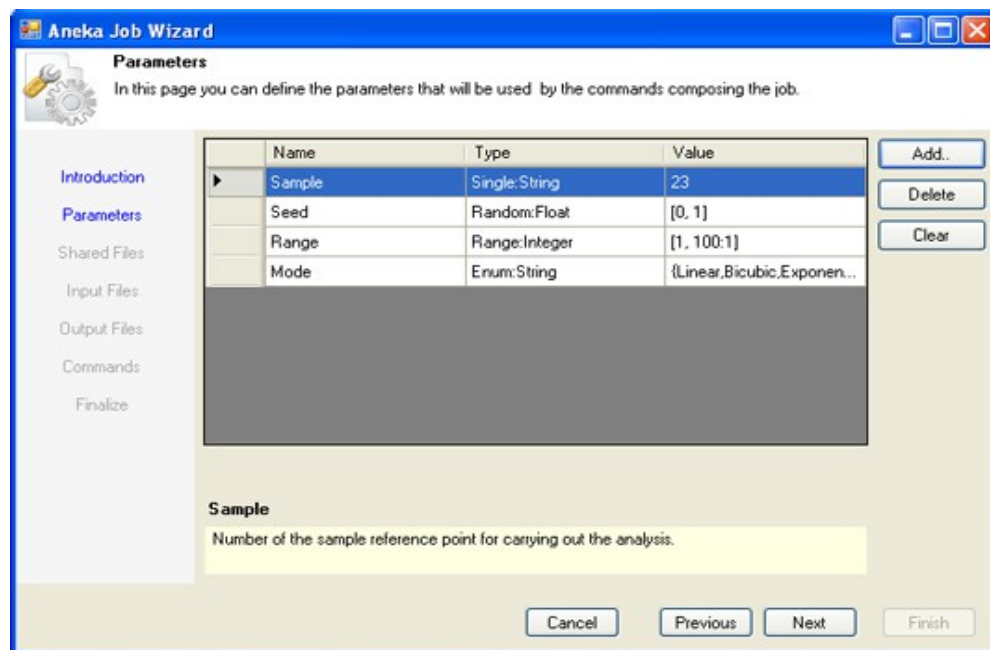 Aneka Job Wizard
Parameters
In this page you can define the parameters that will be used by the commands composing the job.
Introduction
Parameters
Shared Files
Input Files
Output Files
Commands
Finalize
Name Type Value
Sample Single:String 23
Seed Random:Float [0, 1]
Range Range:Integer [1, 100:1]
Mode Enum:String {Linear,Bicubic,Exponen...
Add..
Delete
Clear
Sample
Number of the sample reference point for carrying out the analysis.
Cancel Previous Next Finish